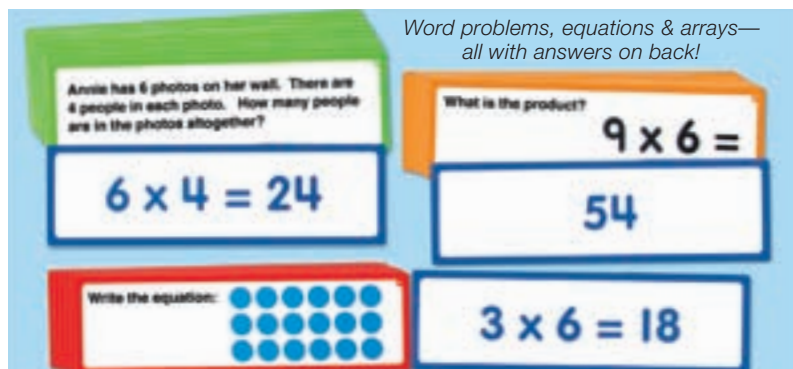 Word problems, equations & arrays—
all with answers on back!
Annie has 6 photos on her wall. There are
4 people in each photo. How many people
are in the photos altogether?
6 x 4 = 24
What is the product?
9 x 6 =
54
Write the equation:
3 x 6 = 18